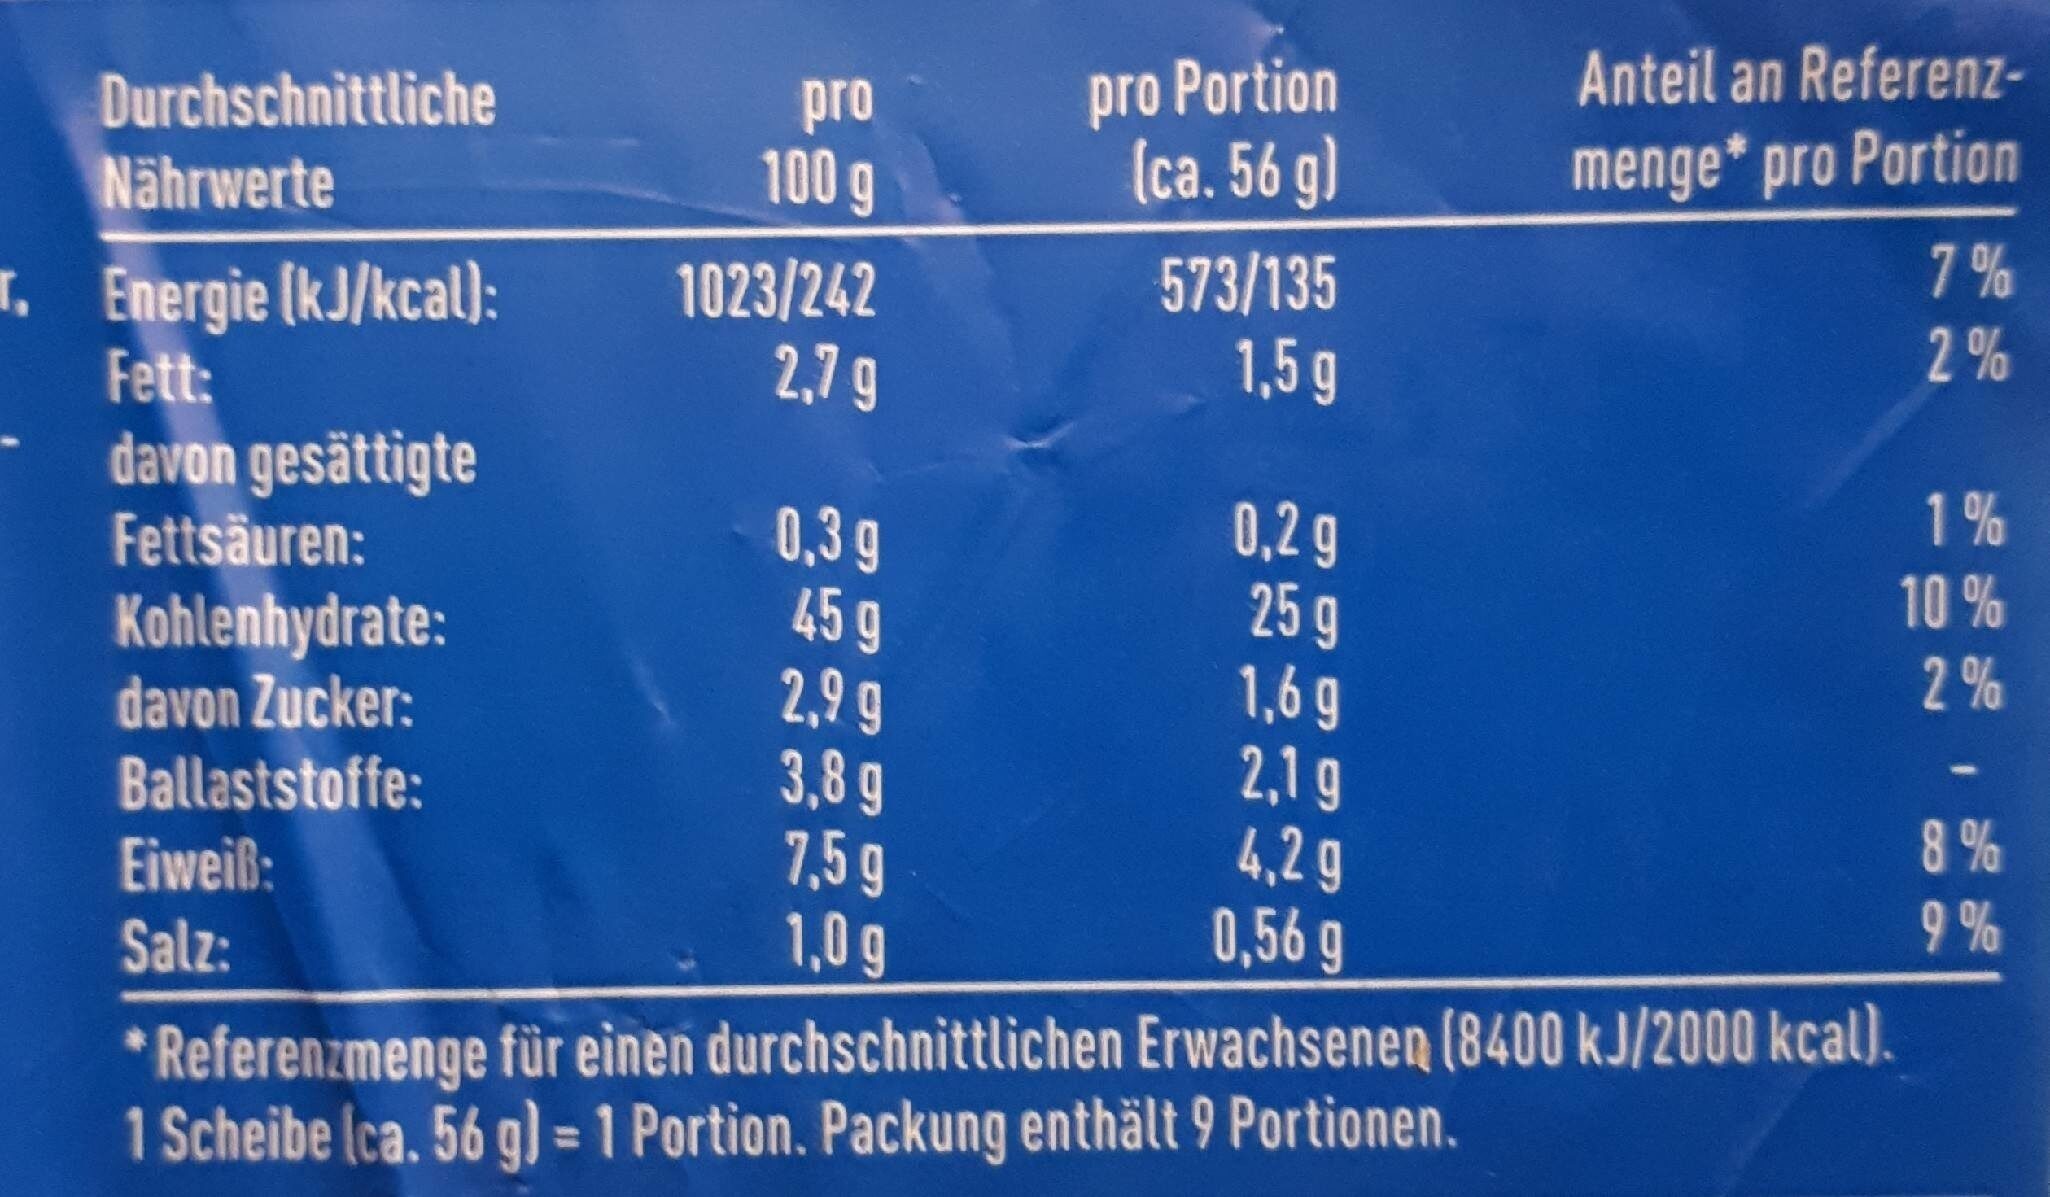 Durchschnittliche pro pro Portion Anteil an Referenz-
Nährwerte 100 g (ca. 56 g) menge* pro Portion
r. Energie (kJ/kcal): 1023/242 573/135 7 %
Fett: 2,7 g 1,5 g 2 %
- davon gesättigte
Fettsäuren: 0,3 g 0,2 g 1 %
Kohlenhydrate: 45 g 25 g 10 %
davon Zucker: 2,9 g 1,6 g 2 %
Ballaststoffe: 3,8 g 2,1 g -
Eiweiß: 7,5 g 4,2 g 8 %
Salz: 1,0 g 0,56 g 9 %
* Referenzmenge für einen durchschnittlichen Erwachsenen (8400 kJ/2000 kcal).
1 Scheibe (ca. 56 g) = 1 Portion. Packung enthält 9 Portionen.